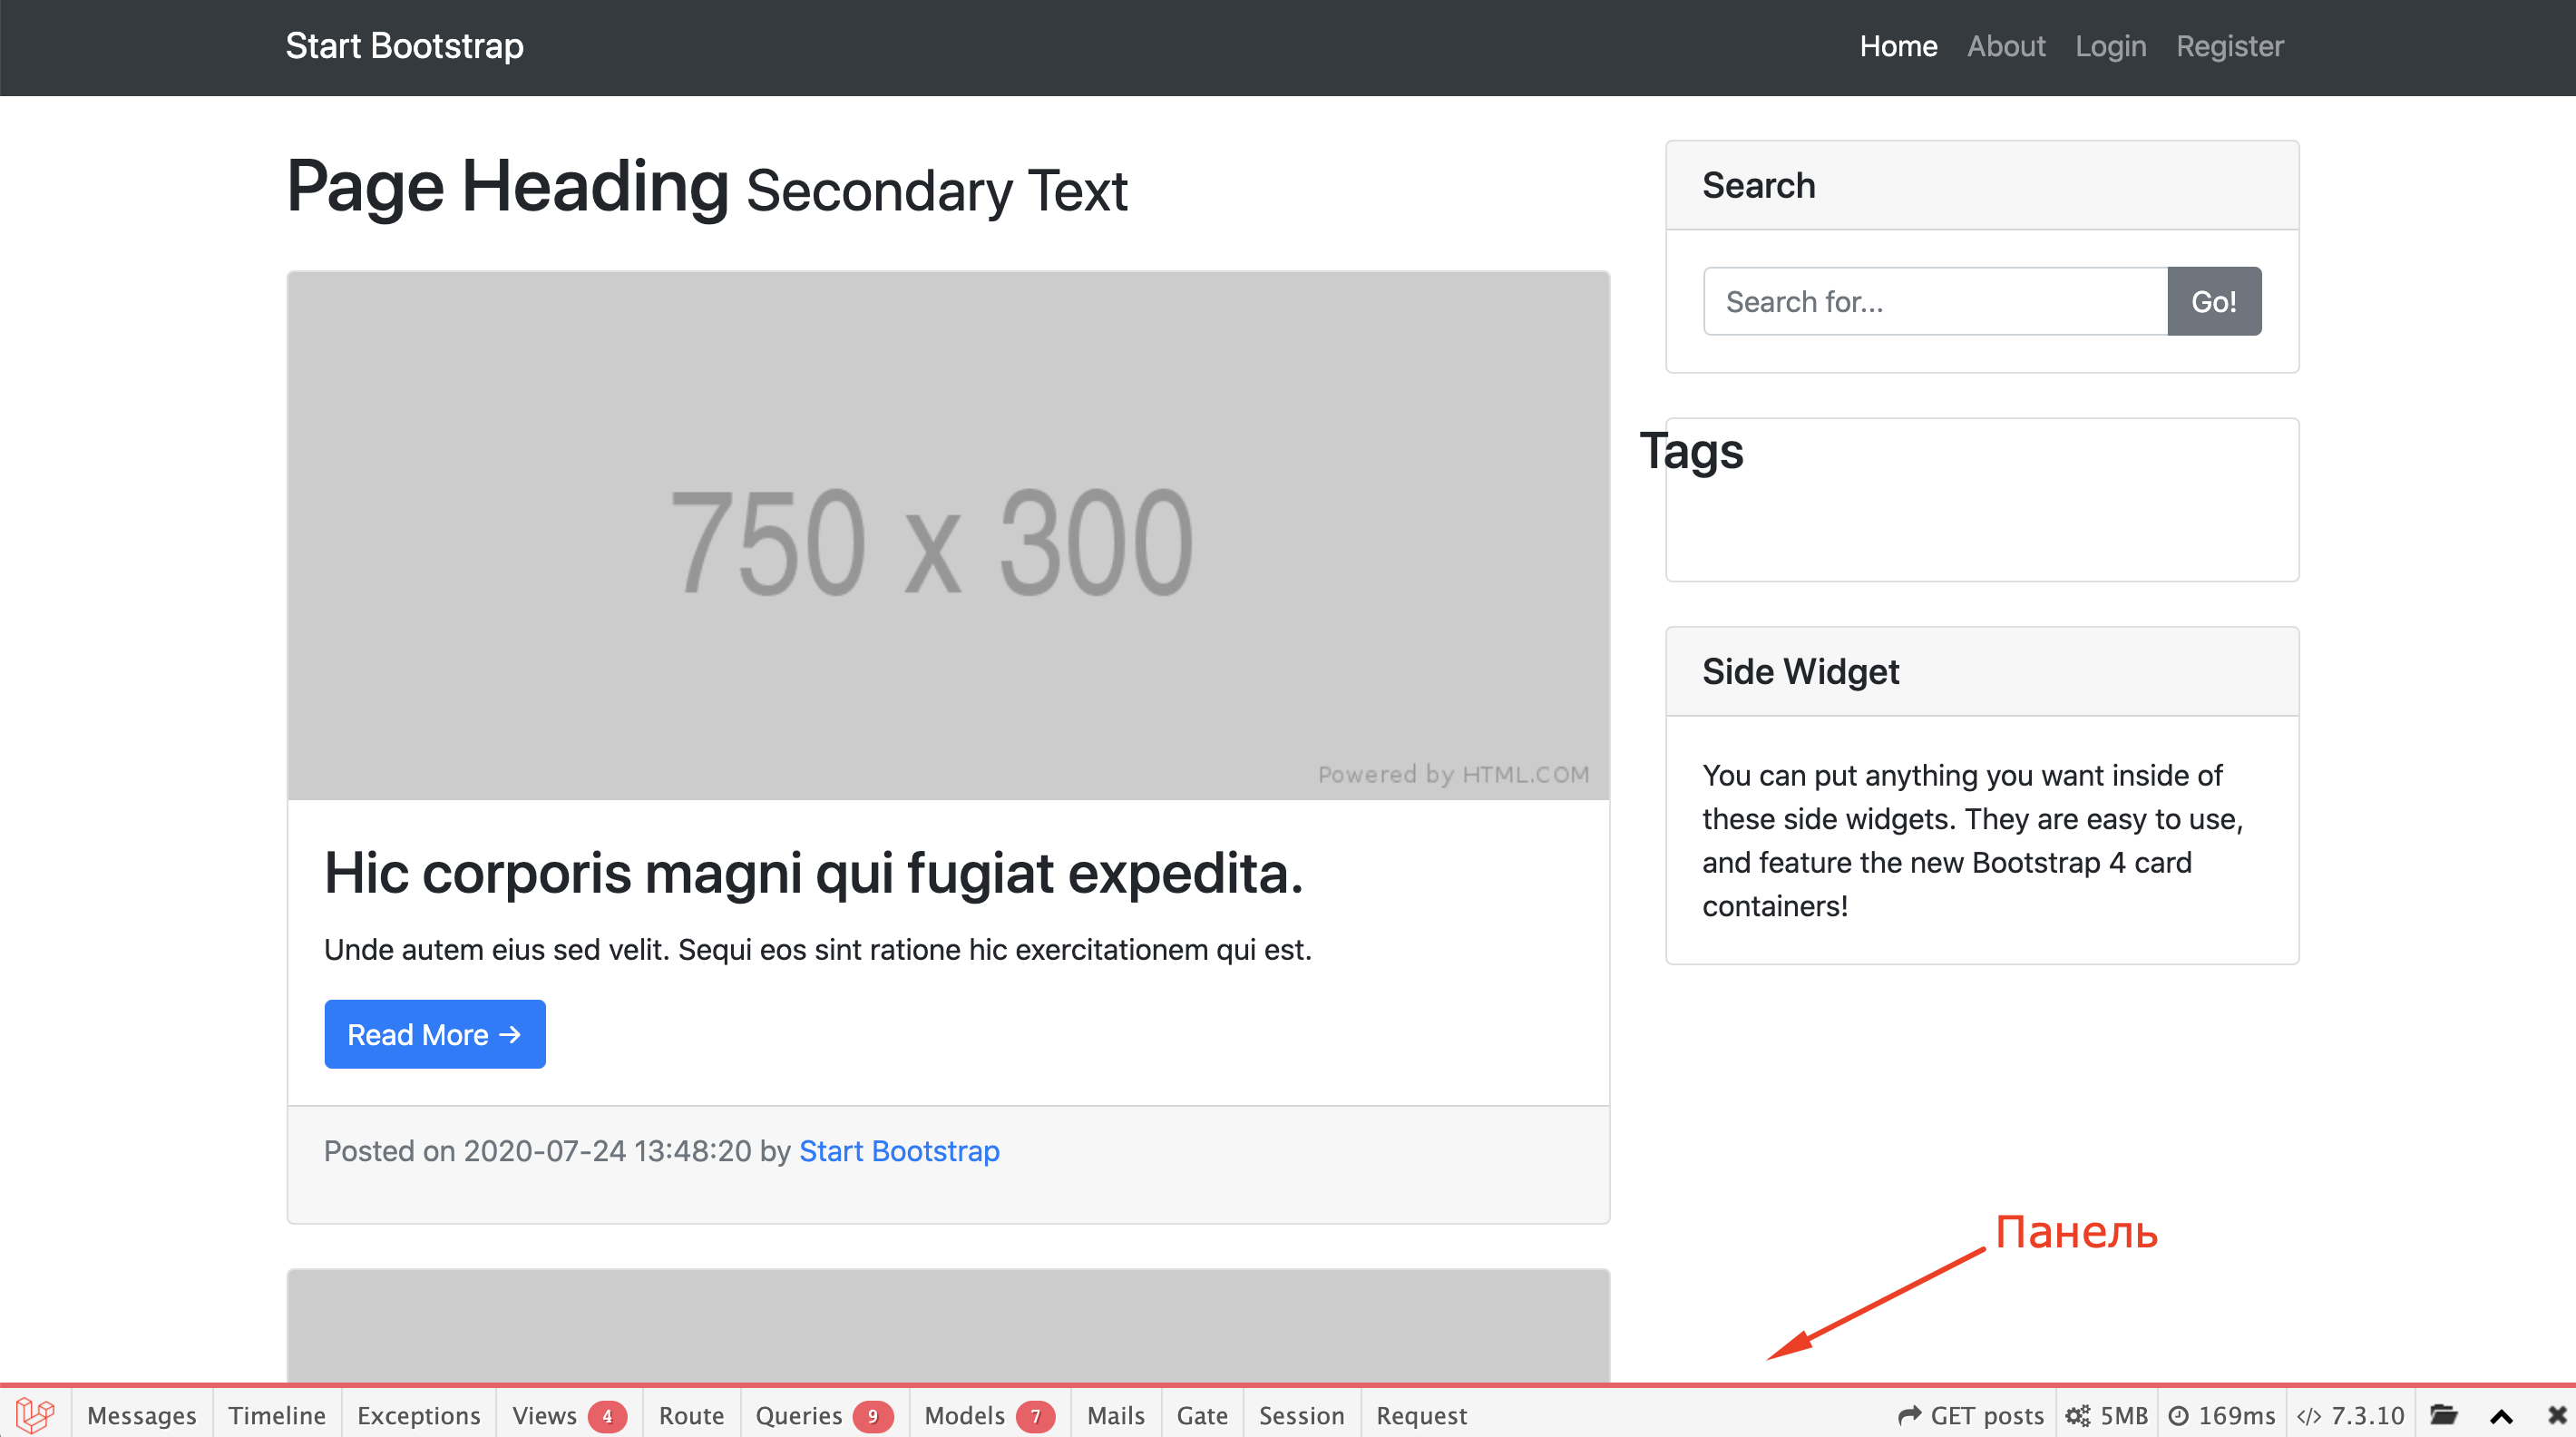 Start Bootstrap
Home About Login Register
Page Heading Secondary Text
750 x 300
Powered by HTML.COM
Hic corporis magni qui fugiat expedita.
Unde autem eius sed velit. Sequi eos sint ratione hic exercitationem qui est.
Read More →
Posted on 2020-07-24 13:48:20 by Start Bootstrap
Search
Search for...
Go!
Tags
Side Widget
You can put anything you want inside of
these side widgets. They are easy to use,
and feature the new Bootstrap 4 card
containers!
Панель
Messages Timeline Exceptions Views 4 Route Queries 9 Models 7 Mails Gate Session Request GET posts 5MB 169ms </> 7.3.10